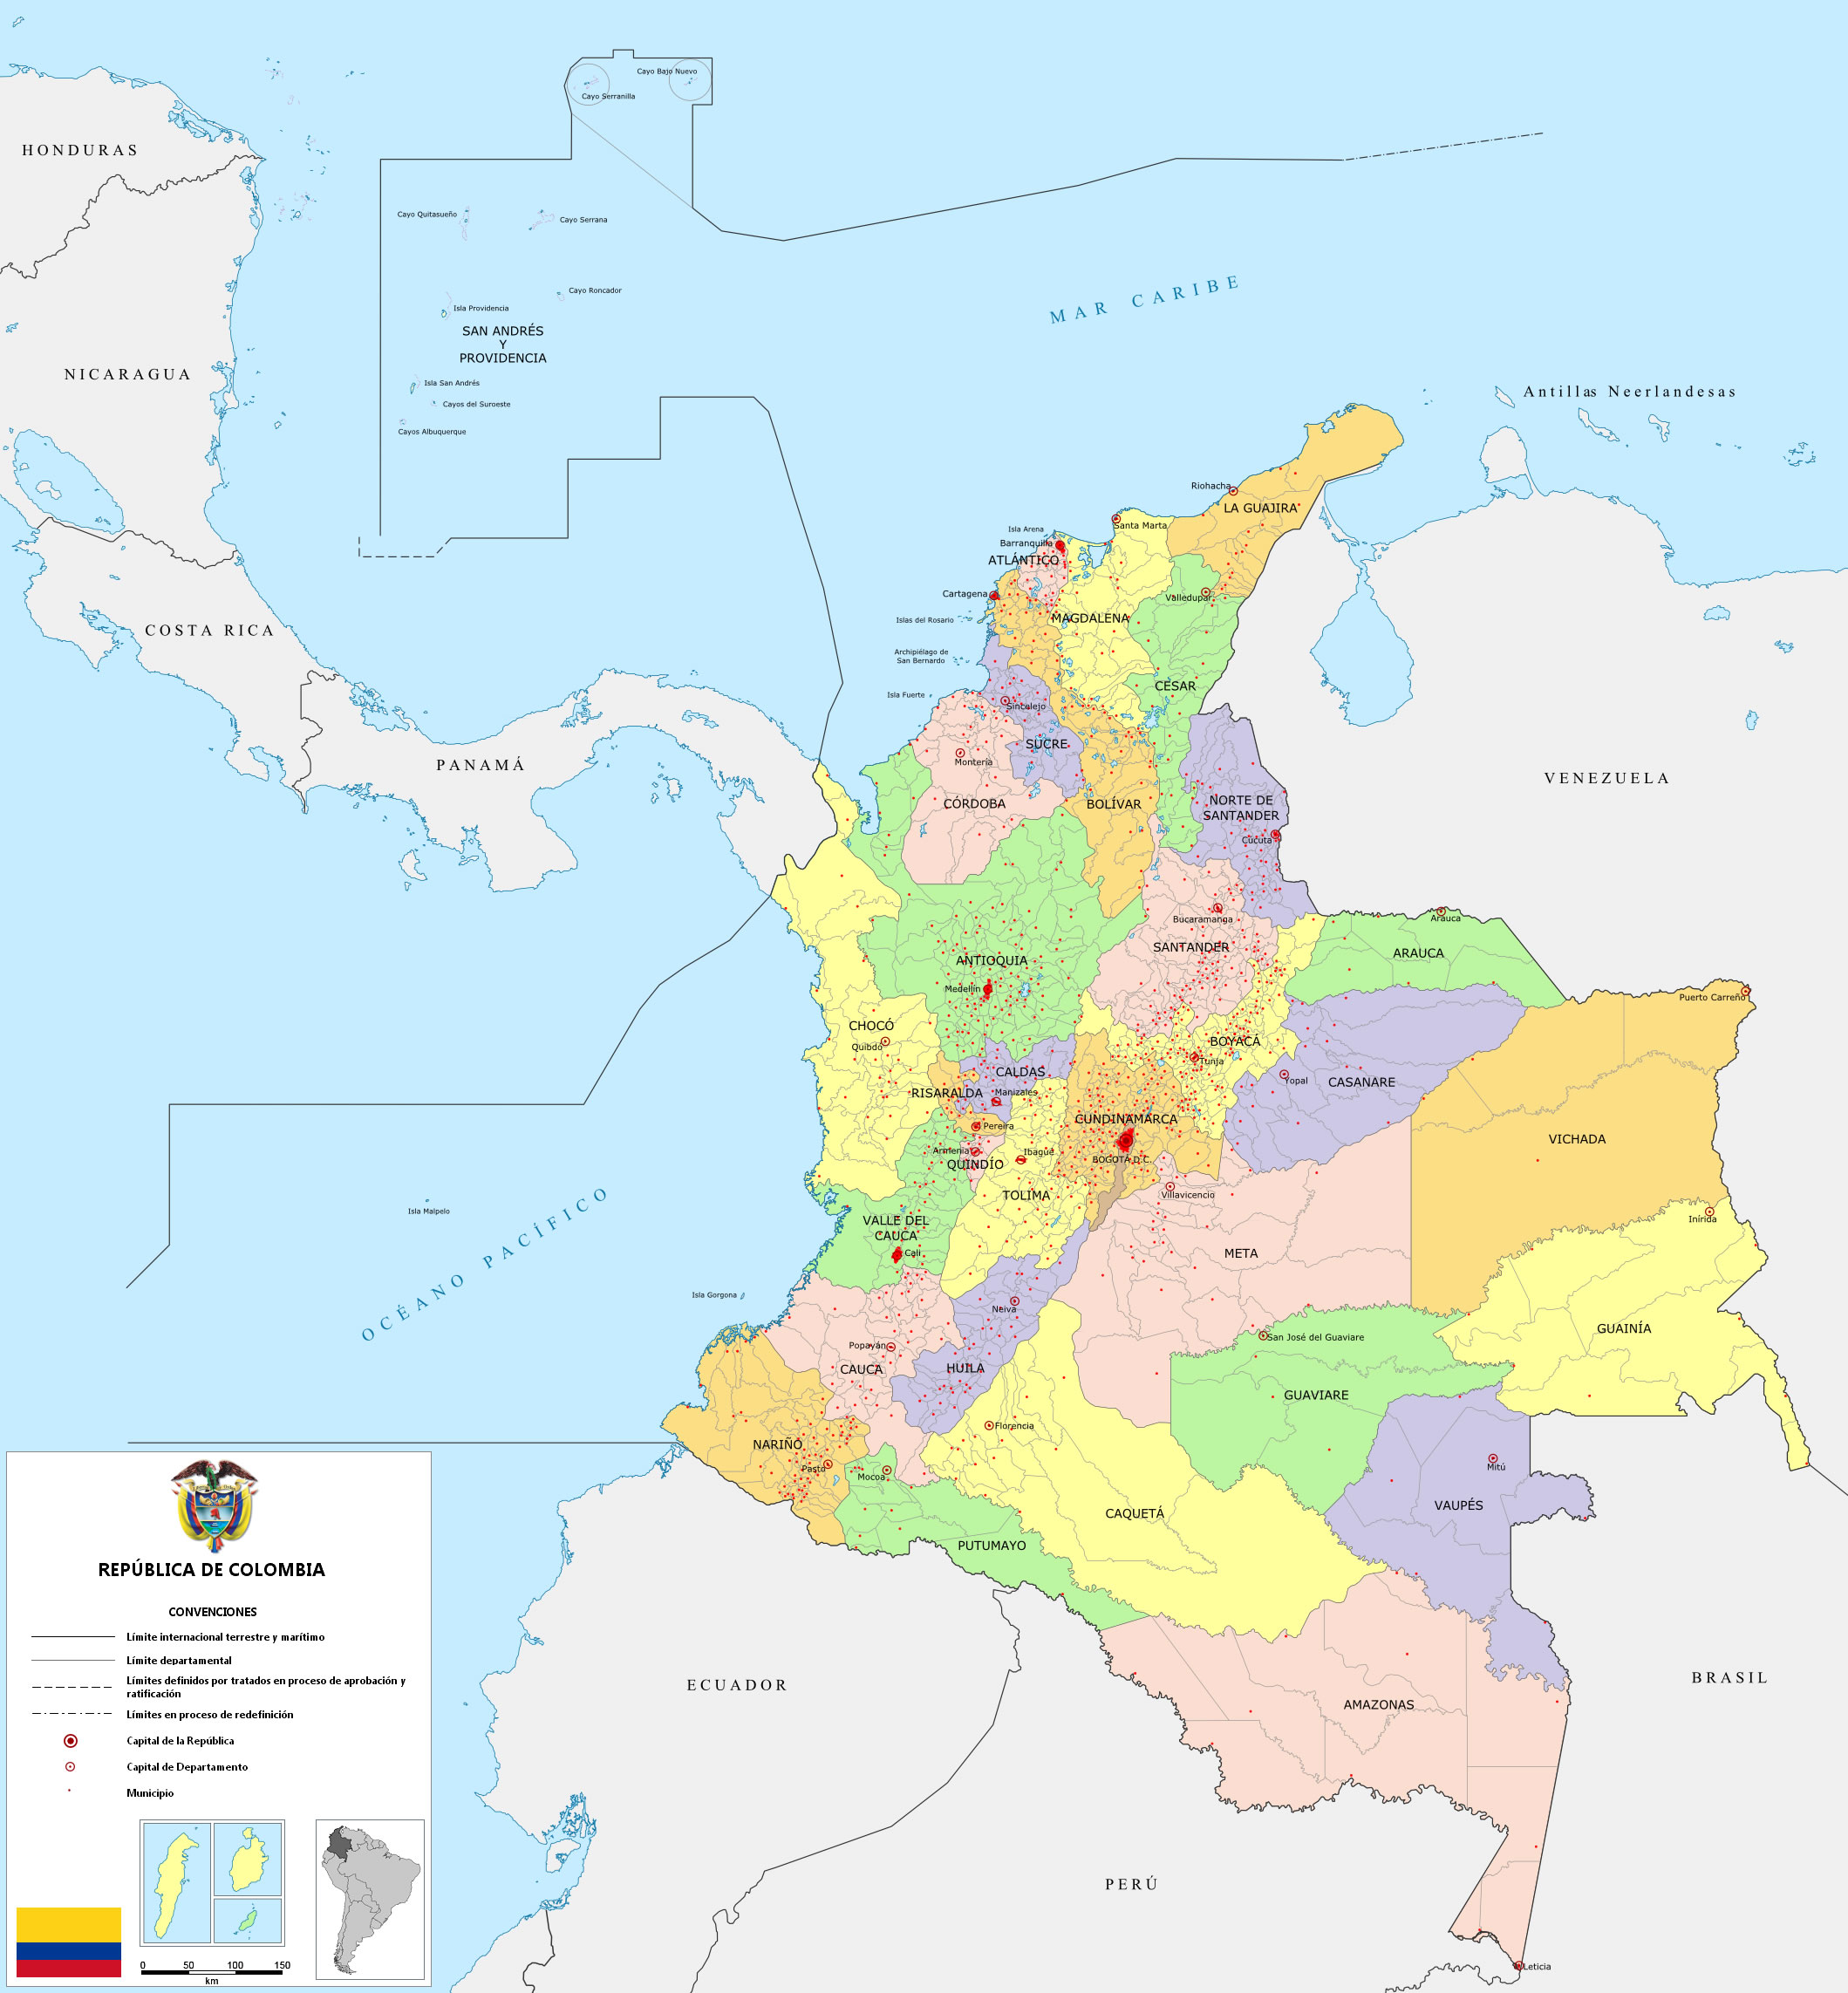 Cayo Bajo Nuevo
Cayo Serranilla
HONDURAS
Cayo Quitasueño
Cayo Serrana
MAR CARIBE
Cayo Roncador
Isla Providencia
SAN ANDRÉS
Y
PROVIDENCIA
NICARAGUA
Isla San Andrés
Cayos del Suroeste
Cayos Albuquerque
Antillas Neerlandesas
Riohacha
LA GUAJIRA
Santa Marta
Isla Arena
Barranquilla
ATLÁNTICO
Cartagena
Valledupar
Islas del Rosario
MAGDALENA
COSTA RICA
Archipiélago de
San Bernardo
CESAR
Isla Fuerte
Sincelejo
SUCRE
Montería
PANAMÁ
VENEZUELA
CÓRDOBA
BOLÍVAR
NORTE DE
SANTANDER
Cúcuta
Bucaramanga
Arauca
SANTANDER
ARAUCA
ANTIOQUIA
Medellín
Puerto Carreño
CHOCÓ
Quibdó
BOYACÁ
Tunja
CALDAS
Yopal
CASANARE
RISARALDA
Manizales
CUNDINAMARCA
Pereira
VICHADA
Armenia
Ibagué
BOGOTÁ D.C.
QUINDÍO
TOLIMA
Villavicencio
Isla Malpelo
OCÉANO PACÍFICO
VALLE DEL
CAUCA
Cali
Inírida
META
Isla Gorgona
Neiva
GUAINÍA
San José del Guaviare
Popayán
CAUCA
HUILA
GUAVIARE
Florencia
NARIÑO
Pasto
Mocoa
Mitú
VAUPÉS
CAQUETÁ
PUTUMAYO
ECUADOR
BRASIL
AMAZONAS
PERÚ
Leticia
REPÚBLICA DE COLOMBIA
CONVENCIONES
Límite internacional terrestre y marítimo
Límite departamental
Límites definidos por tratados en proceso de aprobación y
ratificación
Límites en proceso de redefinición
Capital de la República
Capital de Departamento
Municipio
0 50 100 150
km